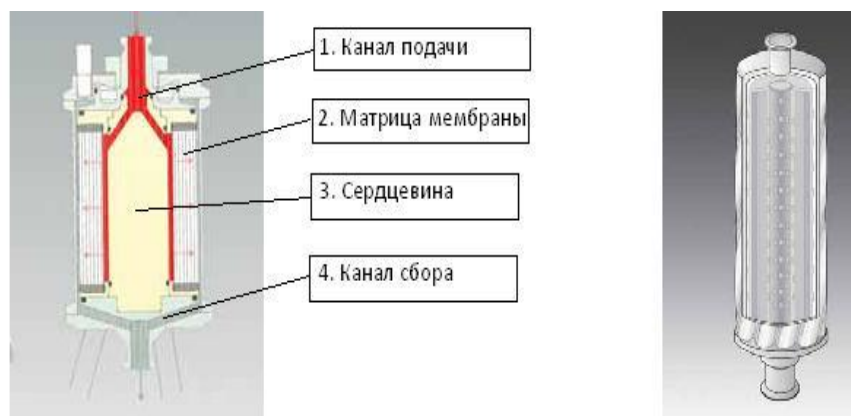 1. Канал подачи
2. Матрица мембраны
3. Сердцевина
4. Канал сбора